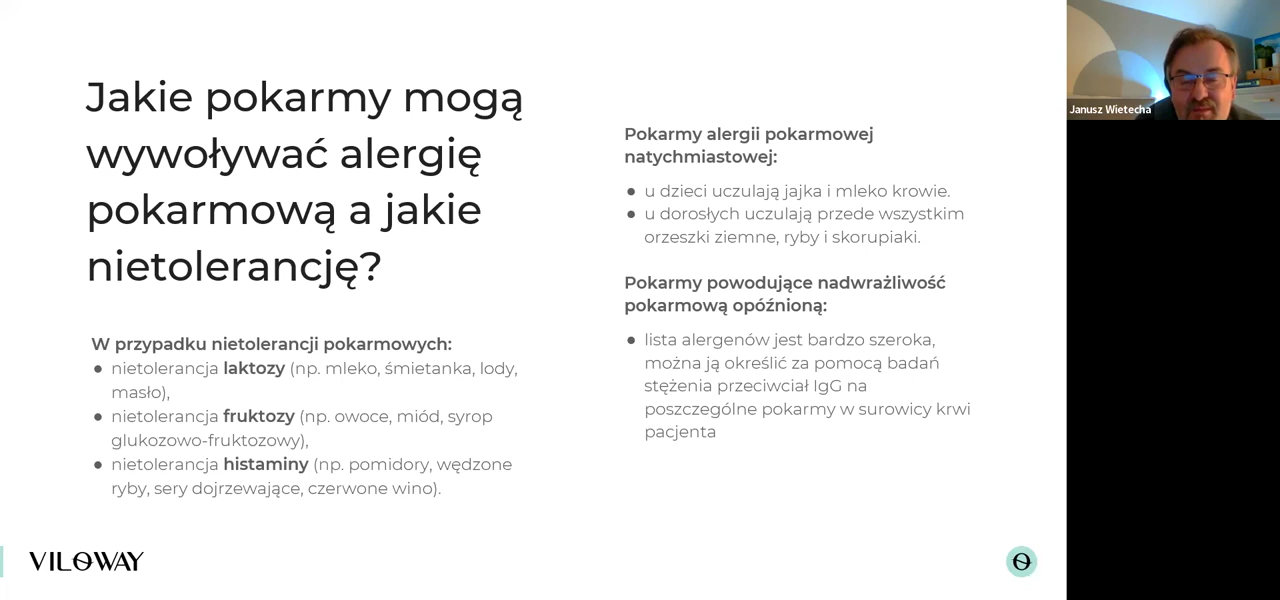 Jakie pokarmy mogą
wywoływać alergię
pokarmową a jakie
nietolerancję?
W przypadku nietolerancji pokarmowych:
● nietolerancja laktozy (np. mleko, śmietanka, lody,
masło),
● nietolerancja fruktozy (np. owoce, miód, syrop
glukozowo-fruktozowy),
● nietolerancja histaminy (np. pomidory, wędzone
ryby, sery dojrzewające, czerwone wino).
Pokarmy alergii pokarmowej
natychmiastowej:
● u dzieci uczulają jajka i mleko krowie.
● u dorosłych uczulają przede wszystkim
orzeszki ziemne, ryby i skorupiaki.
Pokarmy powodujące nadwrażliwość
pokarmową opóźnioną:
● lista alergenów jest bardzo szeroka,
można ją określić za pomocą badań
stężenia przeciwciał IgG na
poszczególne pokarmy w surowicy krwi
pacjenta
VILOWAY
Janusz Wietecha